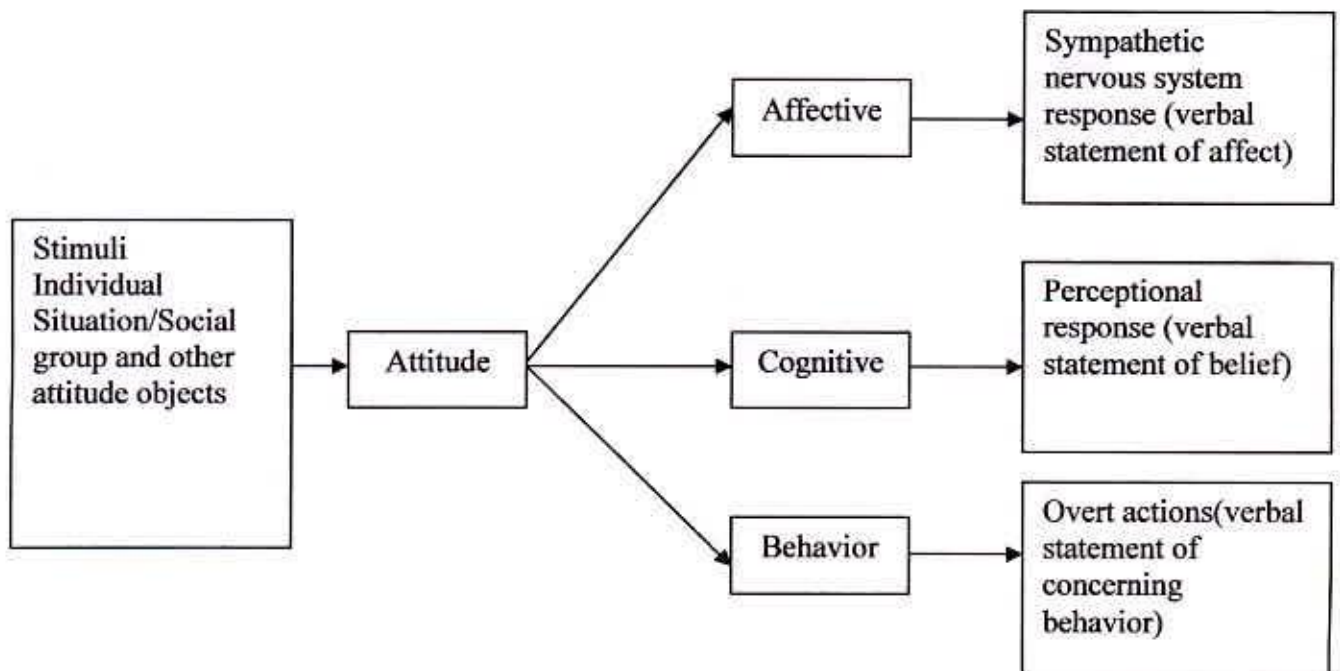 Stimuli
Individual
Situation/Social
group and other
attitude objects
Attitude
Affective
Sympathetic
nervous system
response (verbal
statement of affect)
Cognitive
Perceptional
response (verbal
statement of belief)
Behavior
Overt actions(verbal
statement of
concerning
behavior)